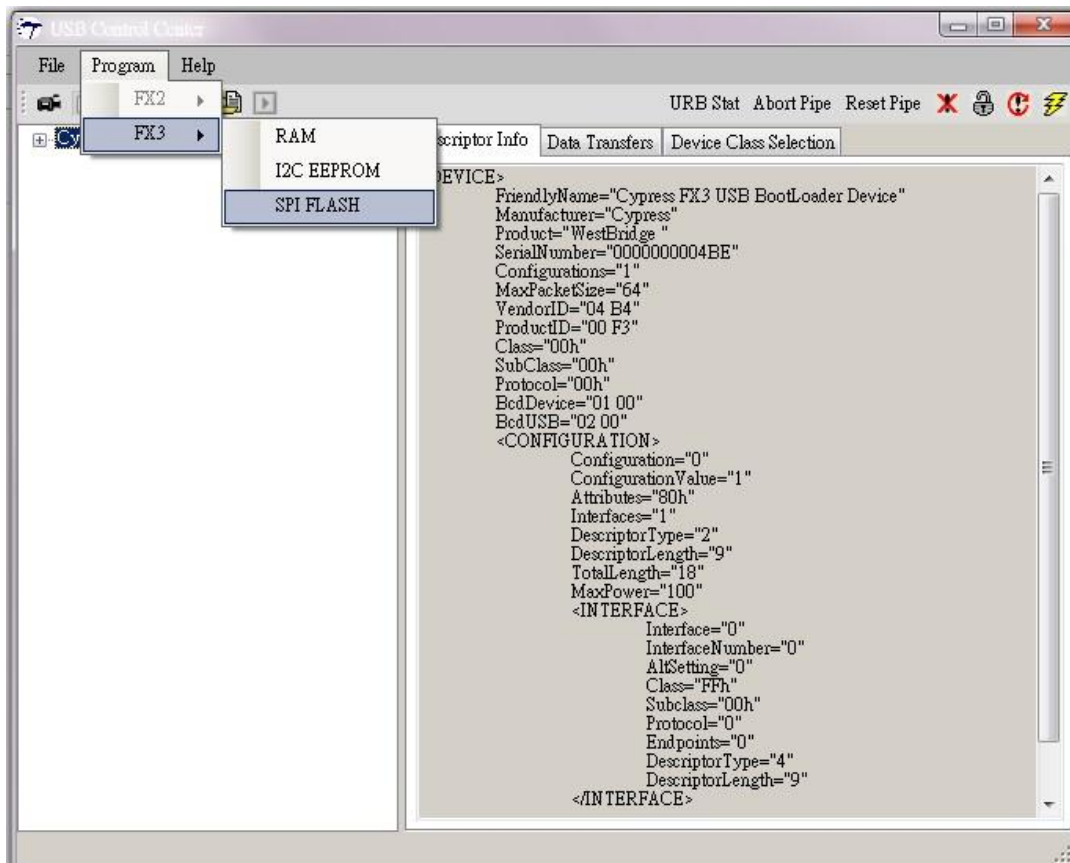 USB Control Center
File Program Help
FX2
URB Stat Abort Pipe Reset Pipe
Cy
FX3
RAM
I2C EEPROM
SPI FLASH
scriptor Info Data Transfers Device Class Selection
DEVICE>
FriendlyName="Cypress FX3 USB BootLoader Device"
Manufacturer="Cypress"
Product="WestBridge "
SerialNumber="0000000004BE"
Configurations="1"
MaxPacketSize="64"
VendorID="04 B4"
ProductID="00 F3"
Class="00h"
SubClass="00h"
Protocol="00h"
BcdDevice="01 00"
BcdUSB="02 00"
<CONFIGURATION>
Configuration="0"
ConfigurationValue="1"
Attributes="80h"
Interfaces="1"
DescriptorType="2"
DescriptorLength="9"
TotalLength="18"
MaxPower="100"
<INTERFACE>
Interface="0"
InterfaceNumber="0"
AltSetting="0"
Class="FFh"
Subclass="00h"
Protocol="0"
Endpoints="0"
DescriptorType="4"
DescriptorLength="9"
</INTERFACE>